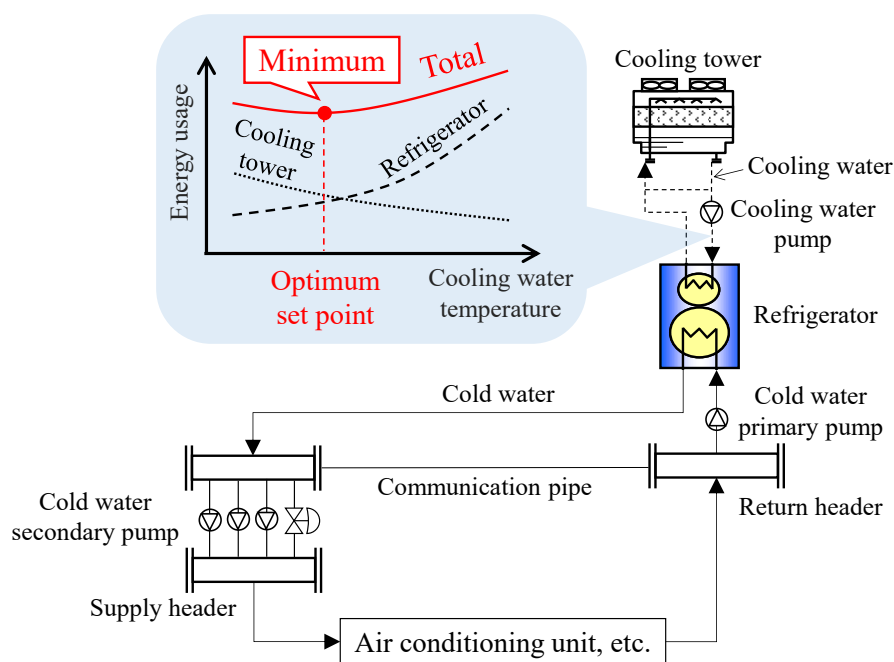 Minimum
Total
Energy usage
Cooling
tower
Refrigerator
Optimum
set point
Cooling water
temperature
Cooling tower
Cooling water
Cooling water
pump
Refrigerator
Cold water
Cold water
primary pump
Communication pipe
Return header
Cold water
secondary pump
Supply header
Air conditioning unit, etc.